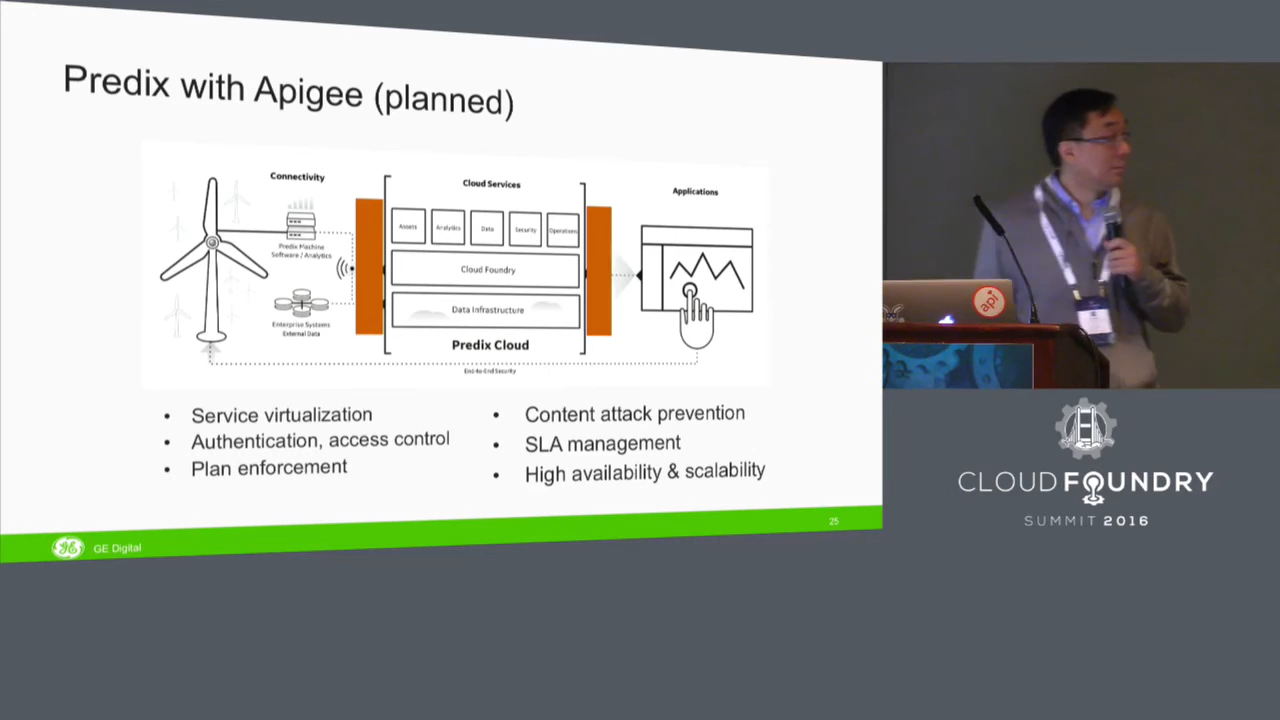 Predix with Apigee (planned)
Connectivity
Cloud Services
Applications
Assets
Analytics
Data
Security
Operations
Predix Machine
Software / Analytics
Cloud Foundry
Enterprise Systems
External Data
Data Infrastructure
Predix Cloud
End-to-End Security
• Service virtualization
• Authentication, access control
• Plan enforcement
• Content attack prevention
• SLA management
• High availability & scalability
25
GE Digital
api
CLOUD FOUNDRY
SUMMIT 2016